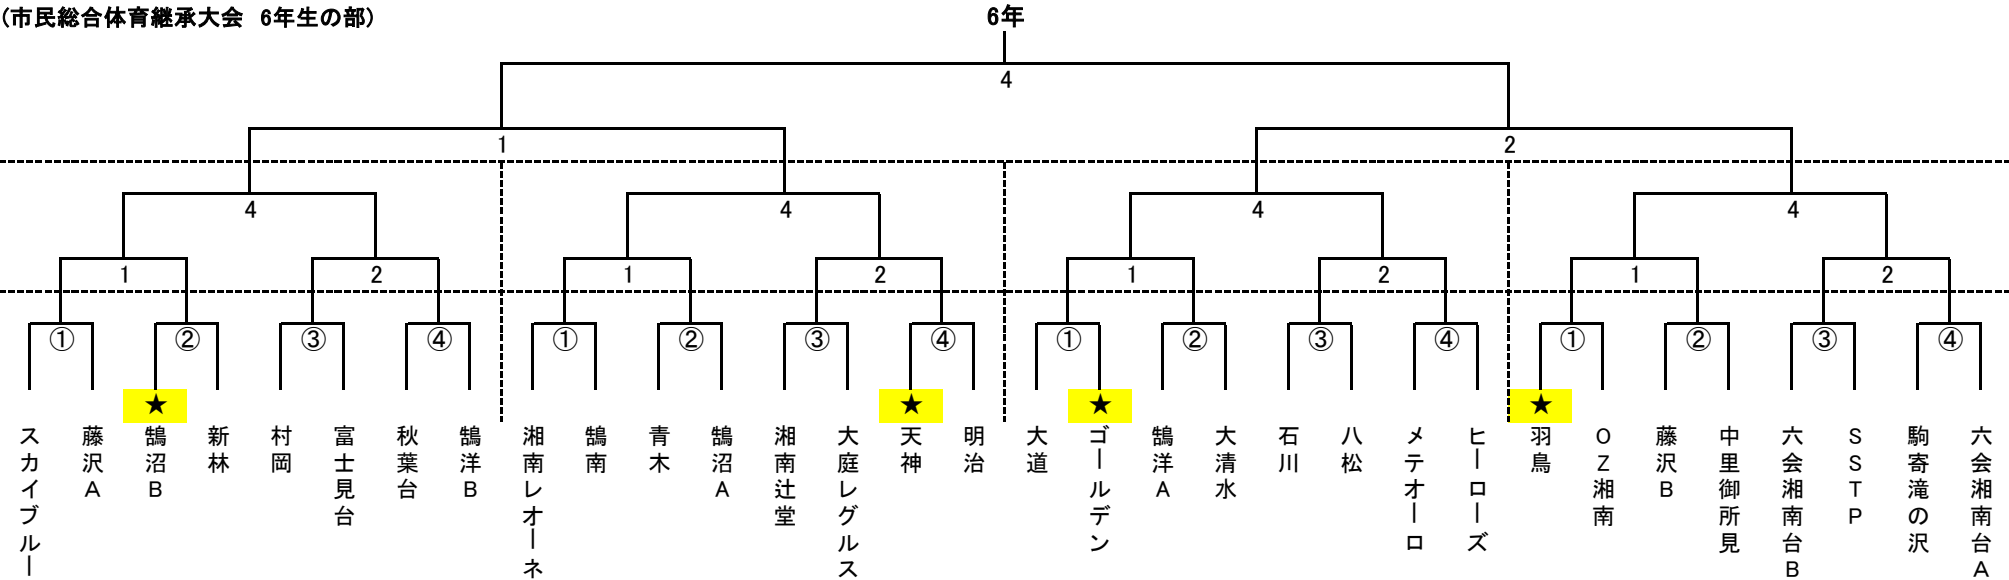 (市民総合体育継承大会 6年生の部)
6年
4
1 2
4 4 4 4
1 2 1 2 1 2 1 2
① ② ③ ④ ① ② ③ ④ ① ② ③ ④ ① ② ③ ④
★ ★ ★ ★
スカイブルー
藤沢A
鵠沼B
新林
村岡
富士見台
秋葉台
鵠洋B
湘南レオーネ
鵠南
青木
鵠沼A
湘南辻堂
大庭レグルス
天神
明治
大道
ゴールデン
鵠洋A
大清水
石川
八松
メテオーロ
ヒーローズ
羽鳥
OZ湘南
藤沢B
中里御所見
六会湘南台B
SSTP
駒寄滝の沢
六会湘南台A